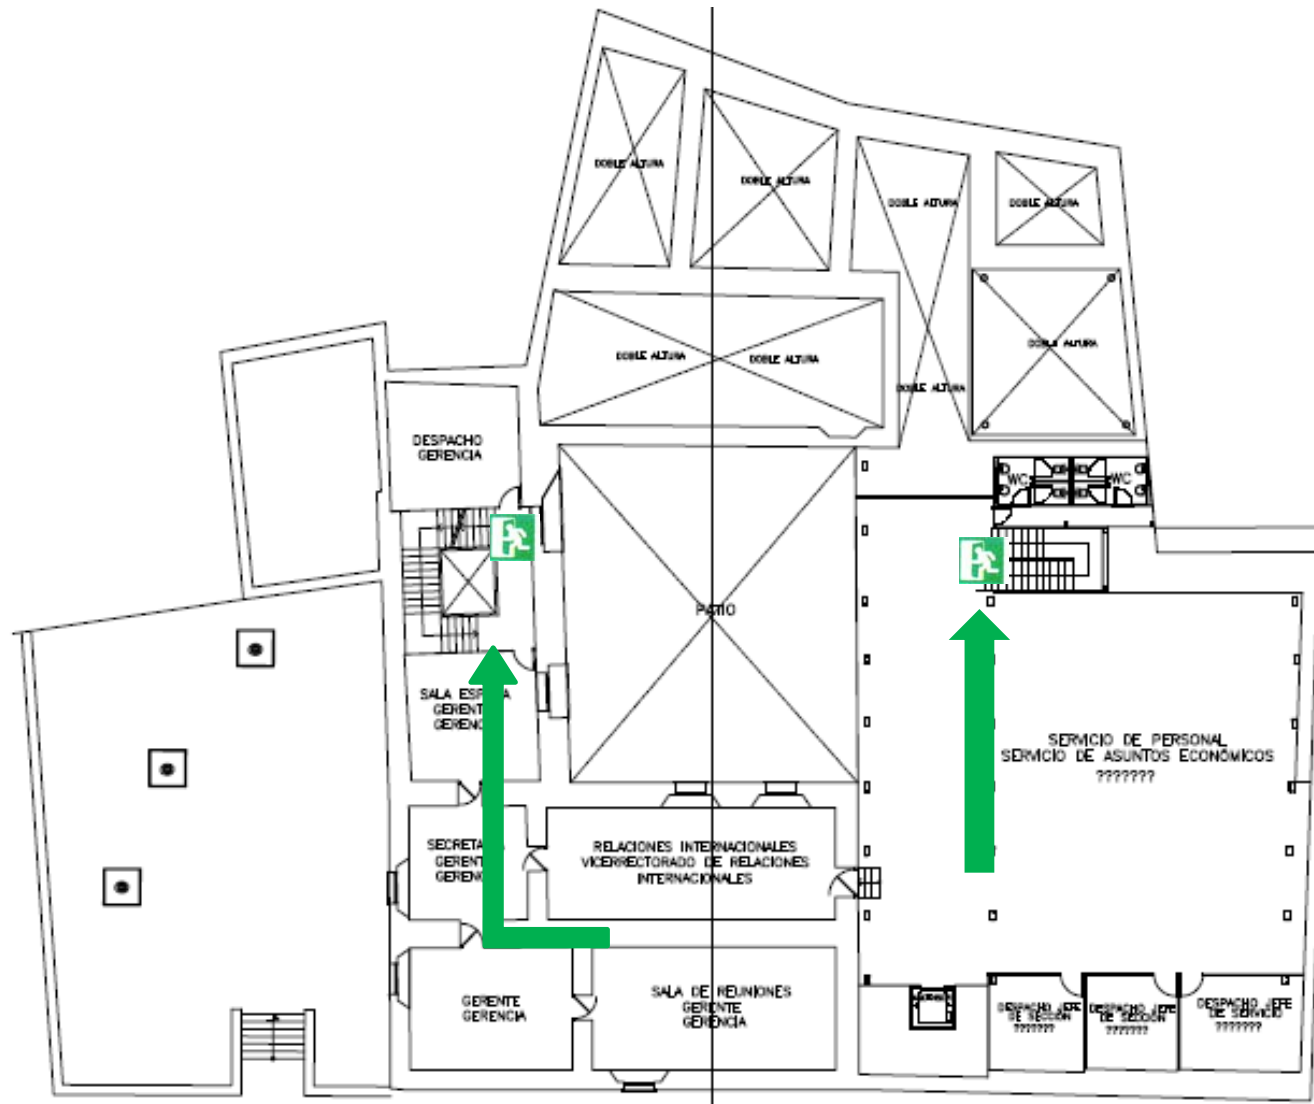 DOBLE ALTURA
DOBLE ALTURA
DOBLE ALTURA
DOBLE ALTURA
DOBLE ALTURA
DOBLE ALTURA
DOBLE ALTURA
DOBLE ALTURA
DESPACHO
GERENCIA
WC
WC
PATIO
SALA
SERVICIO DE PERSONAL
SERVICIO DE ASUNTOS ECONÓMICOS
???????
RELACIONES INTERNACIONALES
VICERRECTORADO DE RELACIONES
INTERNACIONALES
GERENTE
GERENCIA
SALA DE REUNIONES
GERENTE
GERENCIA
DESPACHO JEFE
DE SECCIÓN
???????
DESPACHO JEFE
DE SECCIÓN
???????
DESPACHO JEFE
DE SERVICIO
???????